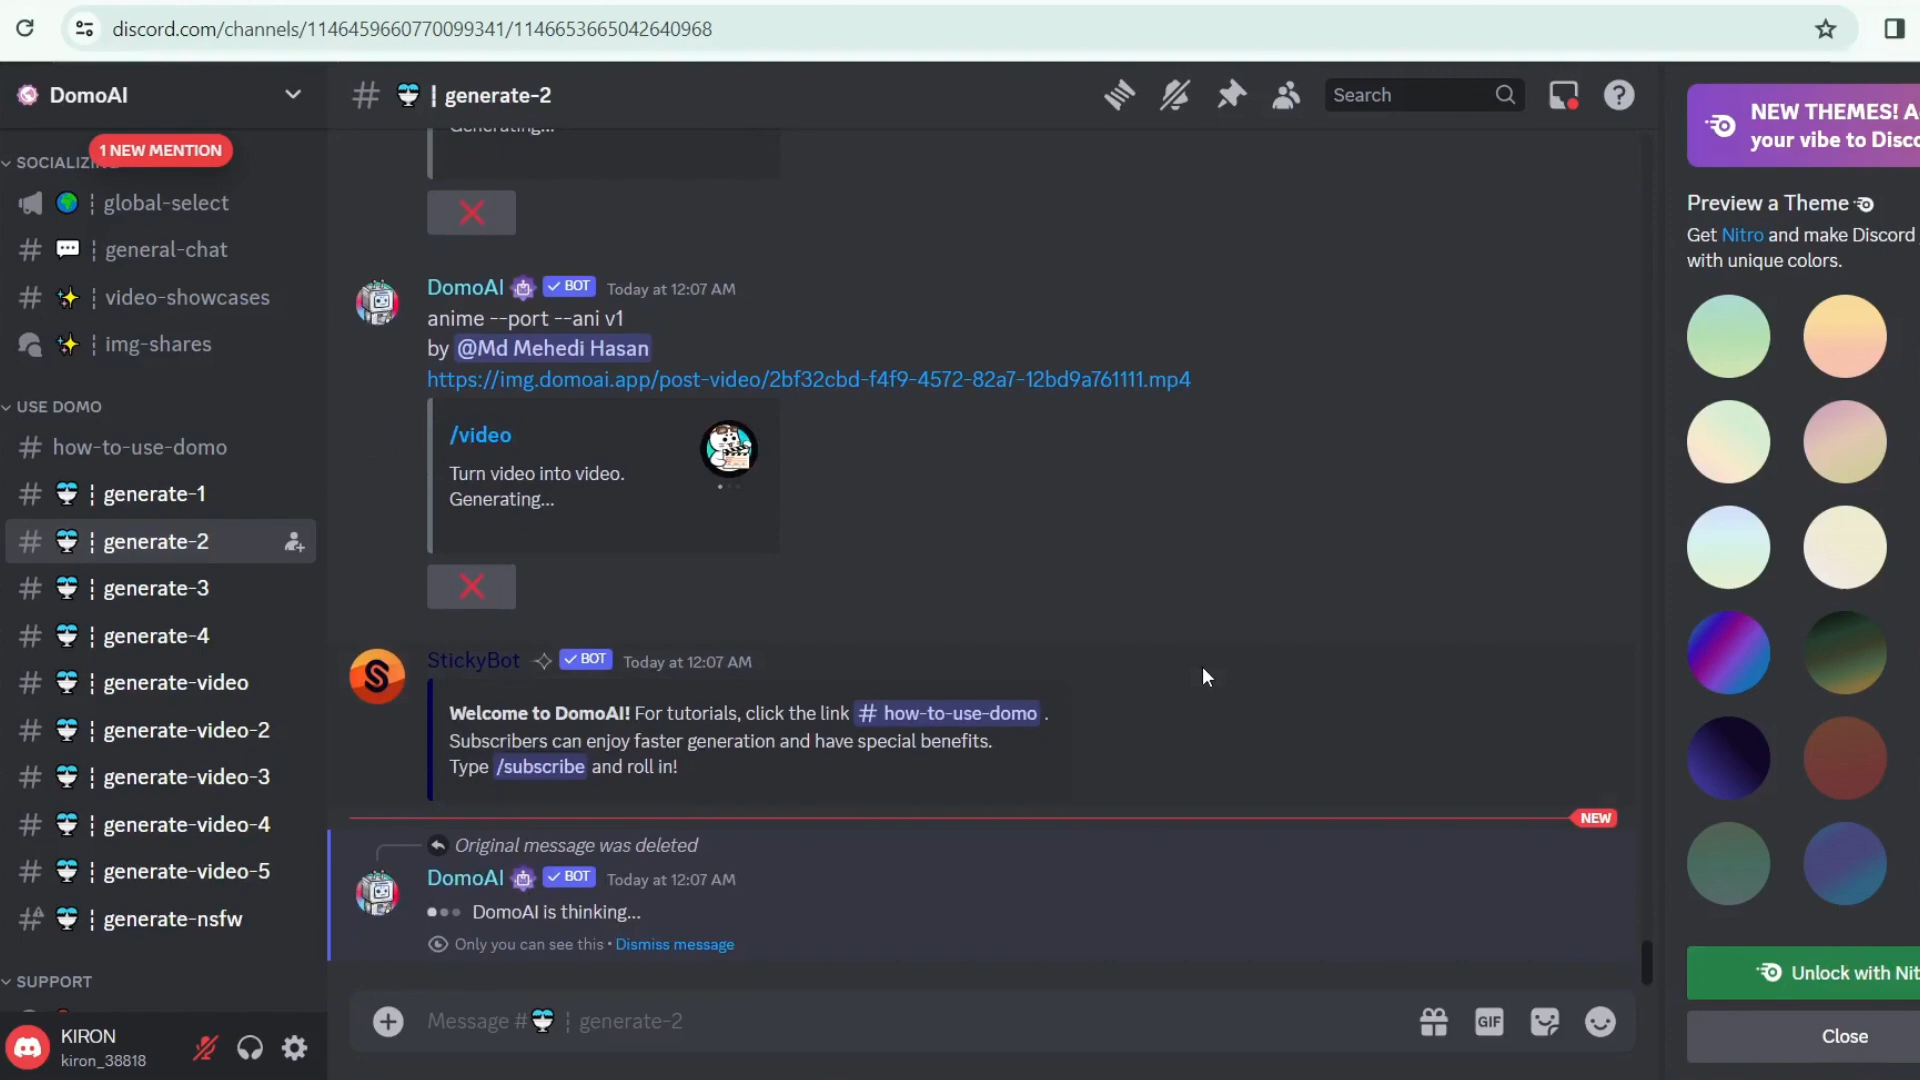 discord.com/channels/1146459660770099341/1146653665042640968
DomoAI
1 NEW MENTION
global-select
general-chat
video-showcases
img-shares
USE DOMO
how-to-use-domo
generate-1
generate-2
generate-3
generate-4
generate-video
generate-video-2
generate-video-3
generate-video-4
generate-video-5
generate-nsfw
SUPPORT
KIRON
kiron_38818
# | generate-2
Search
Generating...
DomoAI BOT Today at 12:07 AM
anime --port --ani v1
by @Md Mehedi Hasan
https://img.domoai.app/post-video/2bf32cbd-f4f9-4572-82a7-12bd9a761111.mp4
/video
Turn video into video.
Generating...
StickyBot BOT Today at 12:07 AM
Welcome to DomoAI! For tutorials, click the link # how-to-use-domo .
Subscribers can enjoy faster generation and have special benefits.
Type /subscribe and roll in!
NEW
Original message was deleted
DomoAI BOT Today at 12:07 AM
DomoAI is thinking...
Only you can see this • Dismiss message
Message # ¦ generate-2
GIF
NEW THEMES!
your vibe to
Preview a Theme
Get Nitro and make Discord
with unique colors.
Unlock with
Close